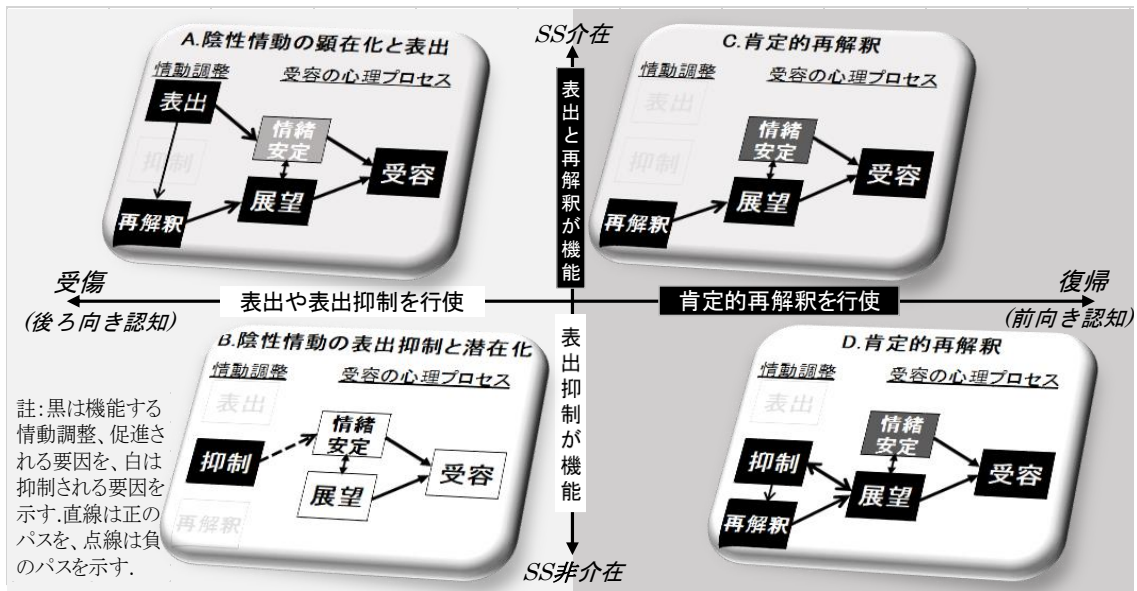 SS介在
A.陰性情動の顕在化と表出
情動調整
受容の心理プロセス
表出
抑制
再解釈
情緒
安定
展望
受容
C.肯定的再解釈
情動調整
受容の心理プロセス
表出
抑制
再解釈
情緒
安定
展望
受容
表出と再解釈が機能
受傷
(後ろ向き認知)
表出や表出抑制を行使
肯定的再解釈を行使
復帰
(前向き認知)
表出抑制が機能
B.陰性情動の表出抑制と潜在化
情動調整
受容の心理プロセス
表出
抑制
再解釈
情緒
安定
展望
受容
D.肯定的再解釈
情動調整
受容の心理プロセス
表出
抑制
再解釈
情緒
安定
展望
受容
註:黒は機能する
情動調整、促進さ
れる要因を、白は
抑制される要因を
示す.直線は正の
パスを、点線は負
のパスを示す.
SS非介在